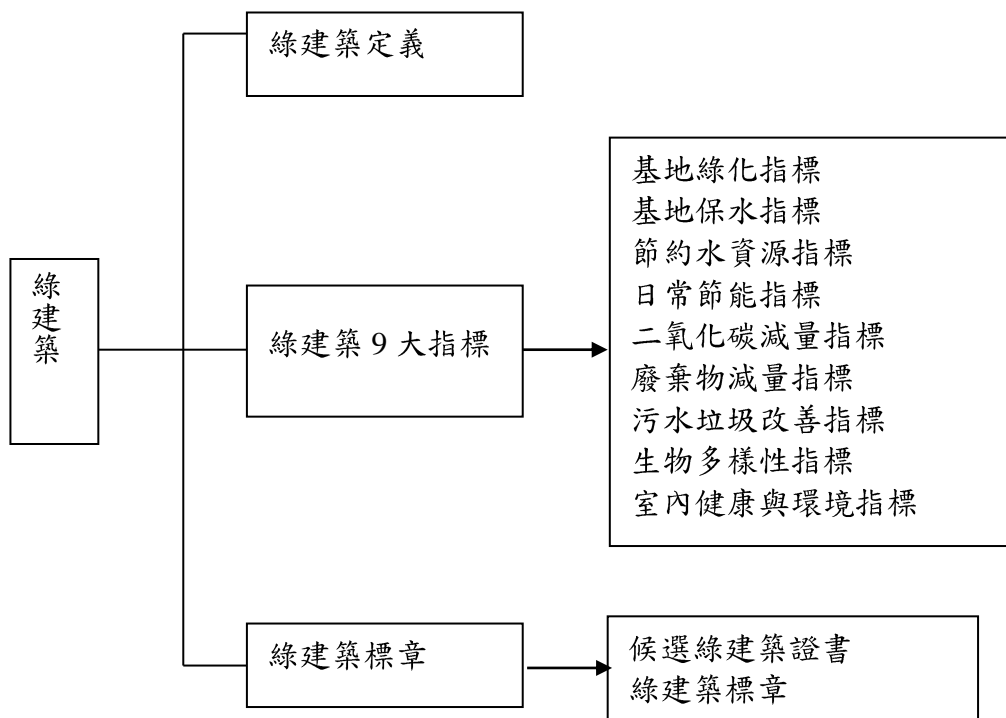 綠建築
綠建築定義
綠建築 9 大指標
基地綠化指標
基地保水指標
節約水資源指標
日常節能指標
二氧化碳減量指標
廢棄物減量指標
污水垃圾改善指標
生物多樣性指標
室內健康與環境指標
綠建築標章
候選綠建築證書
綠建築標章